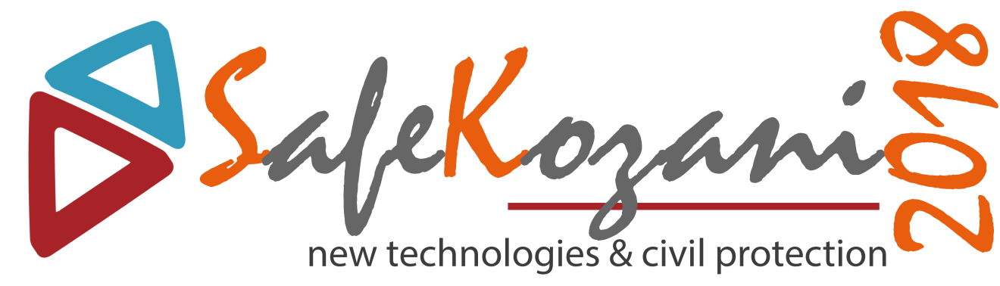 SafeKozani 2018
new technologies & civil protection